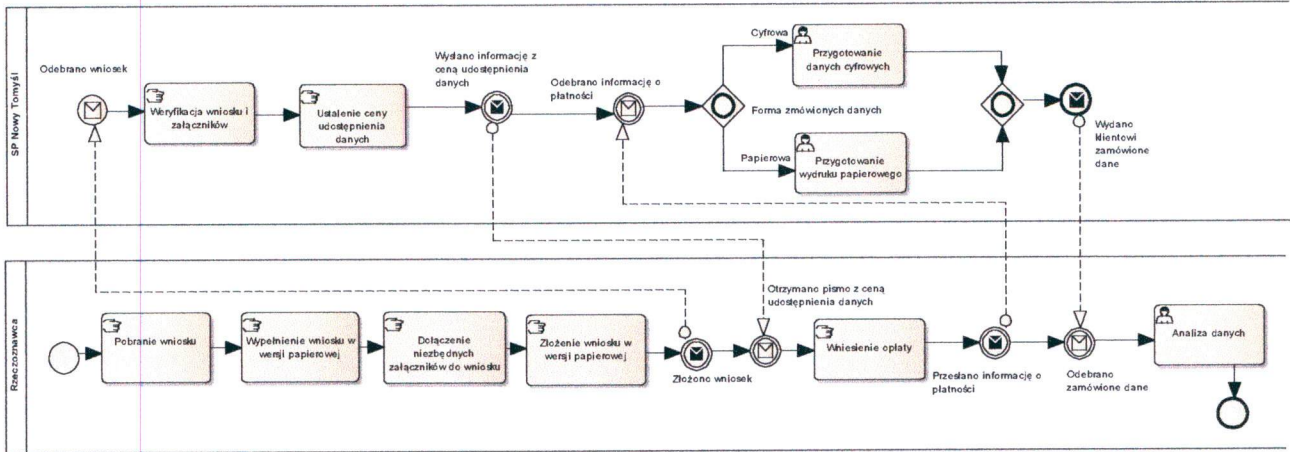 SP Nowy Tomyśl
Odebrano wniosek
Weryfikacja wniosku i
załączników
Ustalenie ceny
udostępnienia
danych
Wysłano informację z
ceną udostępnienia
danych
Odebrano informację o
płatności
Cyfrowa
Przygotowanie
danych cyfrowych
Forma zmówionych danych
Papierowa
Przygotowanie
wydruku papierowego
Wydano
klientowi
zamówione
dane
Rzeczoznawca
Pobranie wniosku
Wypełnienie wniosku w
wersji papierowej
Dołączenie
niezbędnych
załączników do wniosku
Złożenie wniosku w
wersji papierowej
Złożono wniosek
Otrzymano pismo z ceną
udostępnienia danych
Wniesienie opłaty
Przesłano informację o
płatności
Odebrano
zamówione dane
Analiza danych